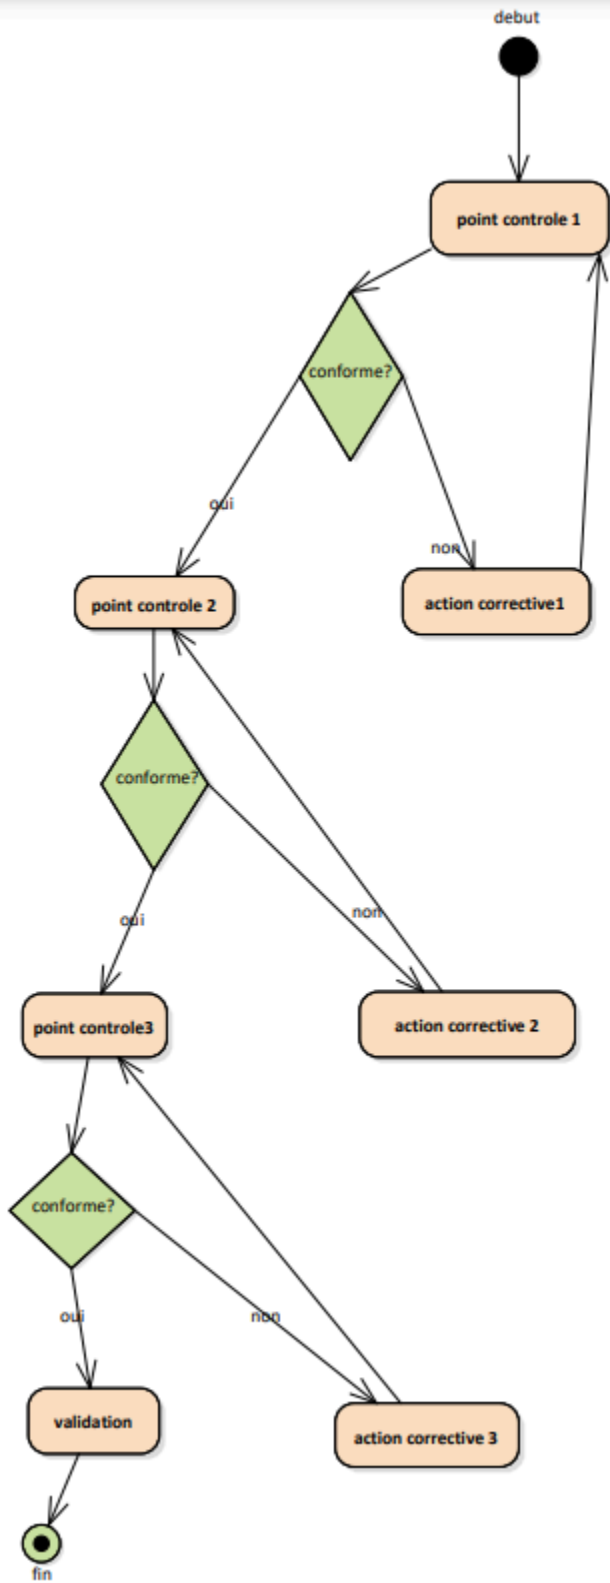 debut
point controle 1
conforme?
oui
non
point controle 2
action corrective1
conforme?
oui
non
point controle3
action corrective 2
conforme?
oui
non
validation
action corrective 3
fin